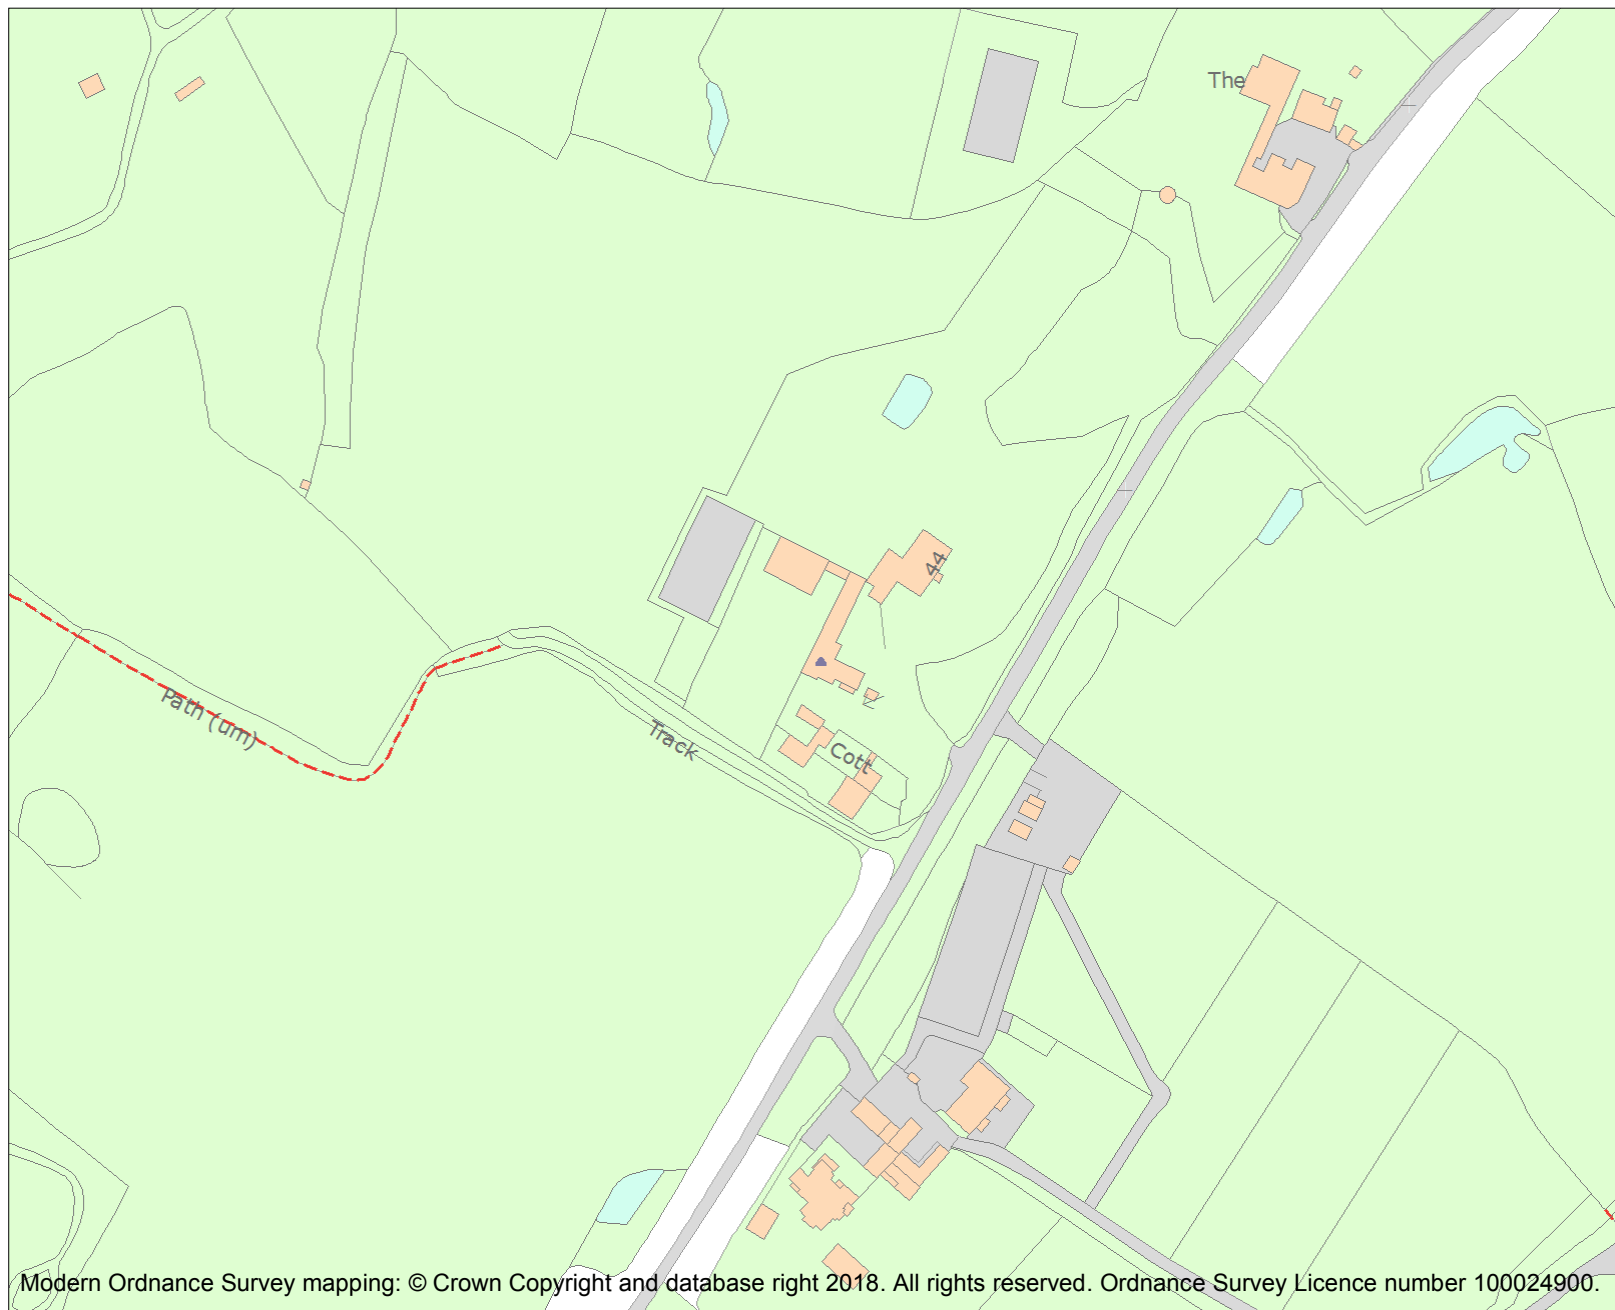 The
44
Path (um)
Track
Cott
Modern Ordnance Survey mapping: © Crown Copyright and database right 2018. All rights reserved. Ordnance Survey Licence number 100024900.